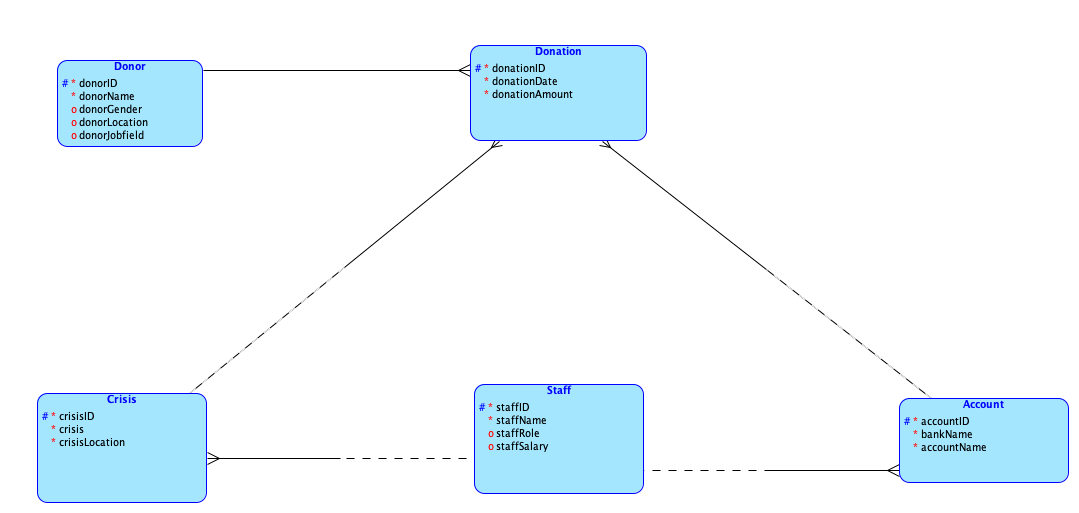 Donor
# * donorID
* donorName
o donorGender
o donorLocation
o donorJobfield
Donation
# * donationID
* donationDate
* donationAmount
Crisis
# * crisisID
* crisis
* crisisLocation
Staff
# * staffID
* staffName
o staffRole
o staffSalary
Account
# * accountID
* bankName
* accountName